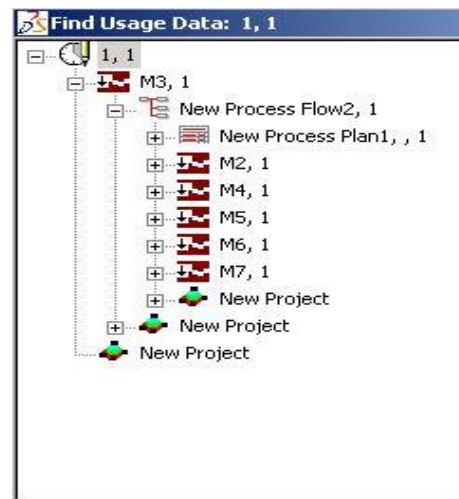 Find Usage Data: 1, 1
1, 1
M3, 1
New Process Flow2, 1
New Process Plan1, , 1
M2, 1
M4, 1
M5, 1
M6, 1
M7, 1
New Project
New Project
New Project